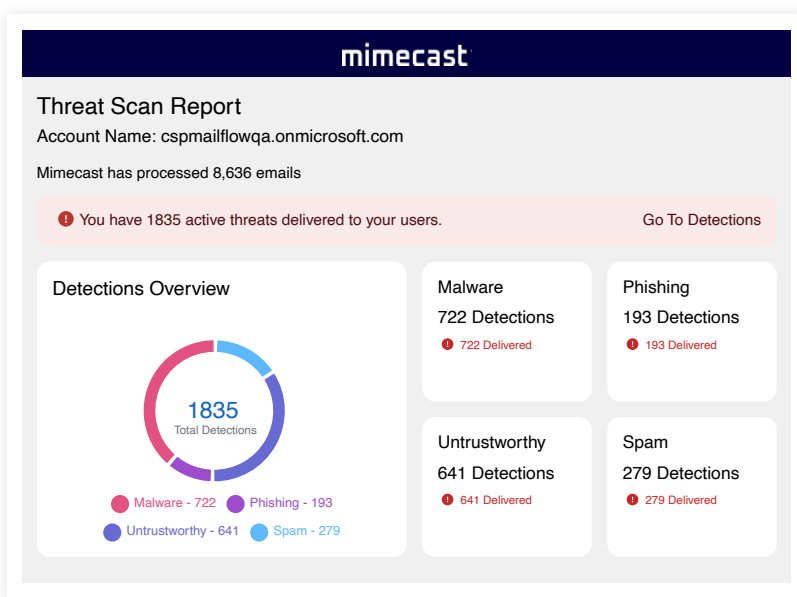 mimecast
Threat Scan Report
Account Name: cspmailflowqa.onmicrosoft.com
Mimecast has processed 8,636 emails
You have 1835 active threats delivered to your users.
Go To Detections
Detections Overview
1835
Total Detections
Malware - 722
Phishing - 193
Untrustworthy - 641
Spam - 279
Malware
722 Detections
722 Delivered
Phishing
193 Detections
193 Delivered
Untrustworthy
641 Detections
641 Delivered
Spam
279 Detections
279 Delivered